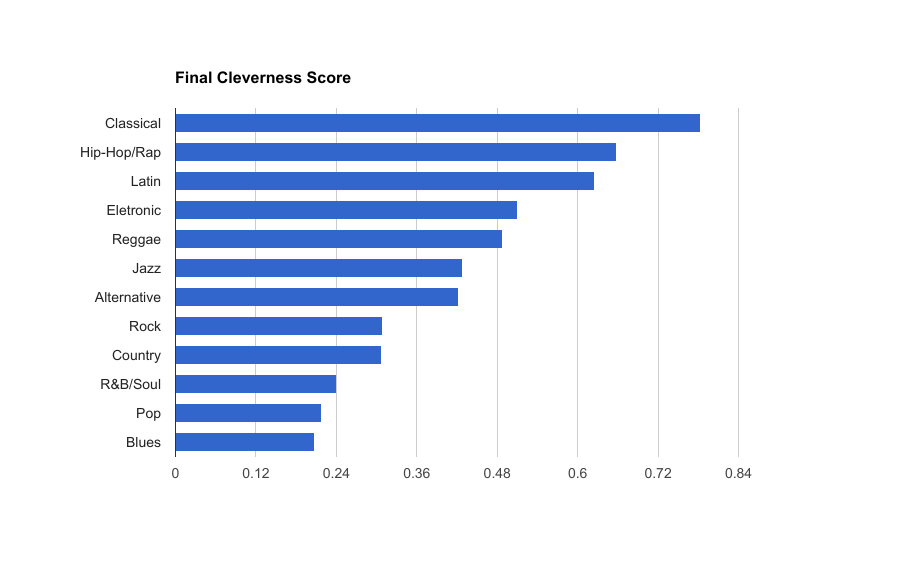 Final Cleverness Score
Classical
Hip-Hop/Rap
Latin
Eletronic
Reggae
Jazz
Alternative
Rock
Country
R&B/Soul
Pop
Blues
0 0.12 0.24 0.36 0.48 0.6 0.72 0.84